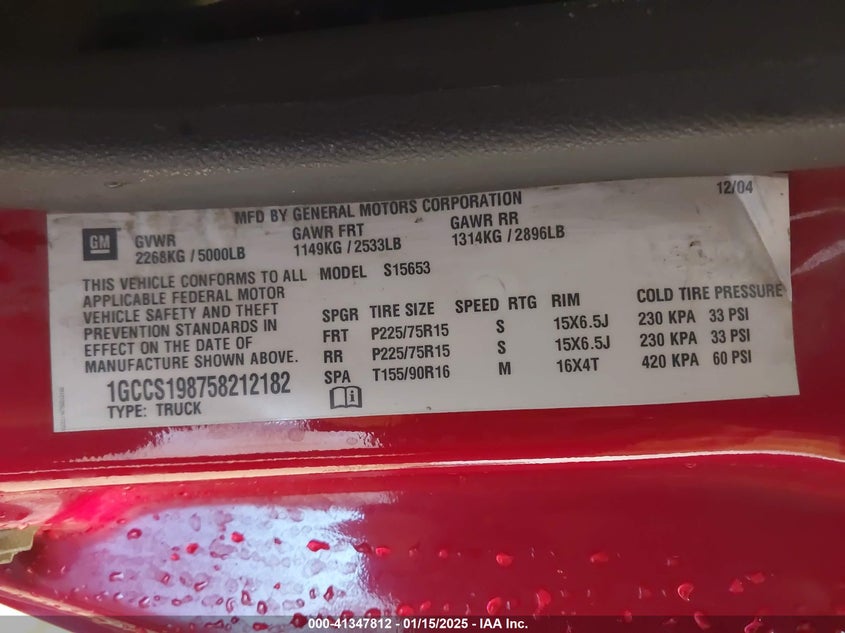 MFD BY GENERAL MOTORS CORPORATION 12/04
GM
GVWR GAWR FRT GAWR RR
2268KG / 5000LB 1149KG / 2533LB 1314KG / 2896LB
THIS VEHICLE CONFORMS TO ALL
APPLICABLE FEDERAL MOTOR
VEHICLE SAFETY AND THEFT
PREVENTION STANDARDS IN
EFFECT ON THE DATE OF
MANUFACTURE SHOWN ABOVE.
1GCCS198758212182
TYPE: TRUCK
MODEL S15653
SPGR TIRE SIZE SPEED RTG RIM COLD TIRE PRESSURE
FRT P225/75R15 S 15X6.5J 230 KPA 33 PSI
RR P225/75R15 S 15X6.5J 230 KPA 33 PSI
SPA T155/90R16 M 16X4T 420 KPA 60 PSI
000-41347812 - 01/15/2025 - IAA Inc.